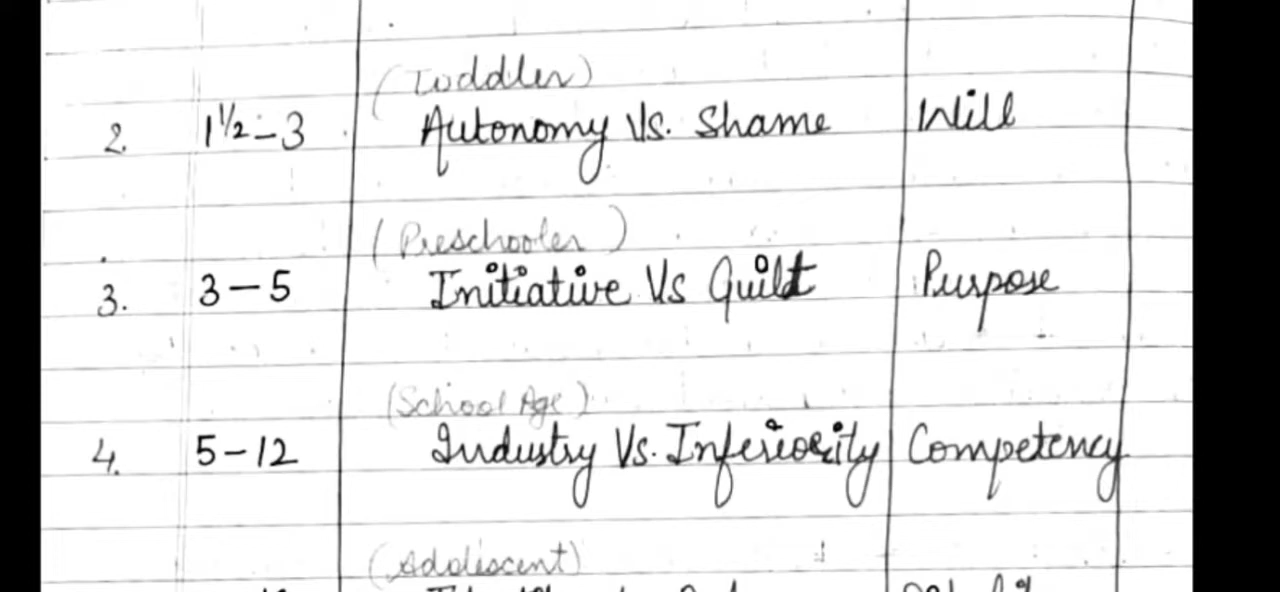 (Toddler)
2. 1½-3 Autonomy Vs. Shame Will
(Preschooler)
3. 3-5 Initiative Vs Guilt Purpose
(School Age)
4. 5-12 Industry Vs. Inferiority Competency
(Adolescent)